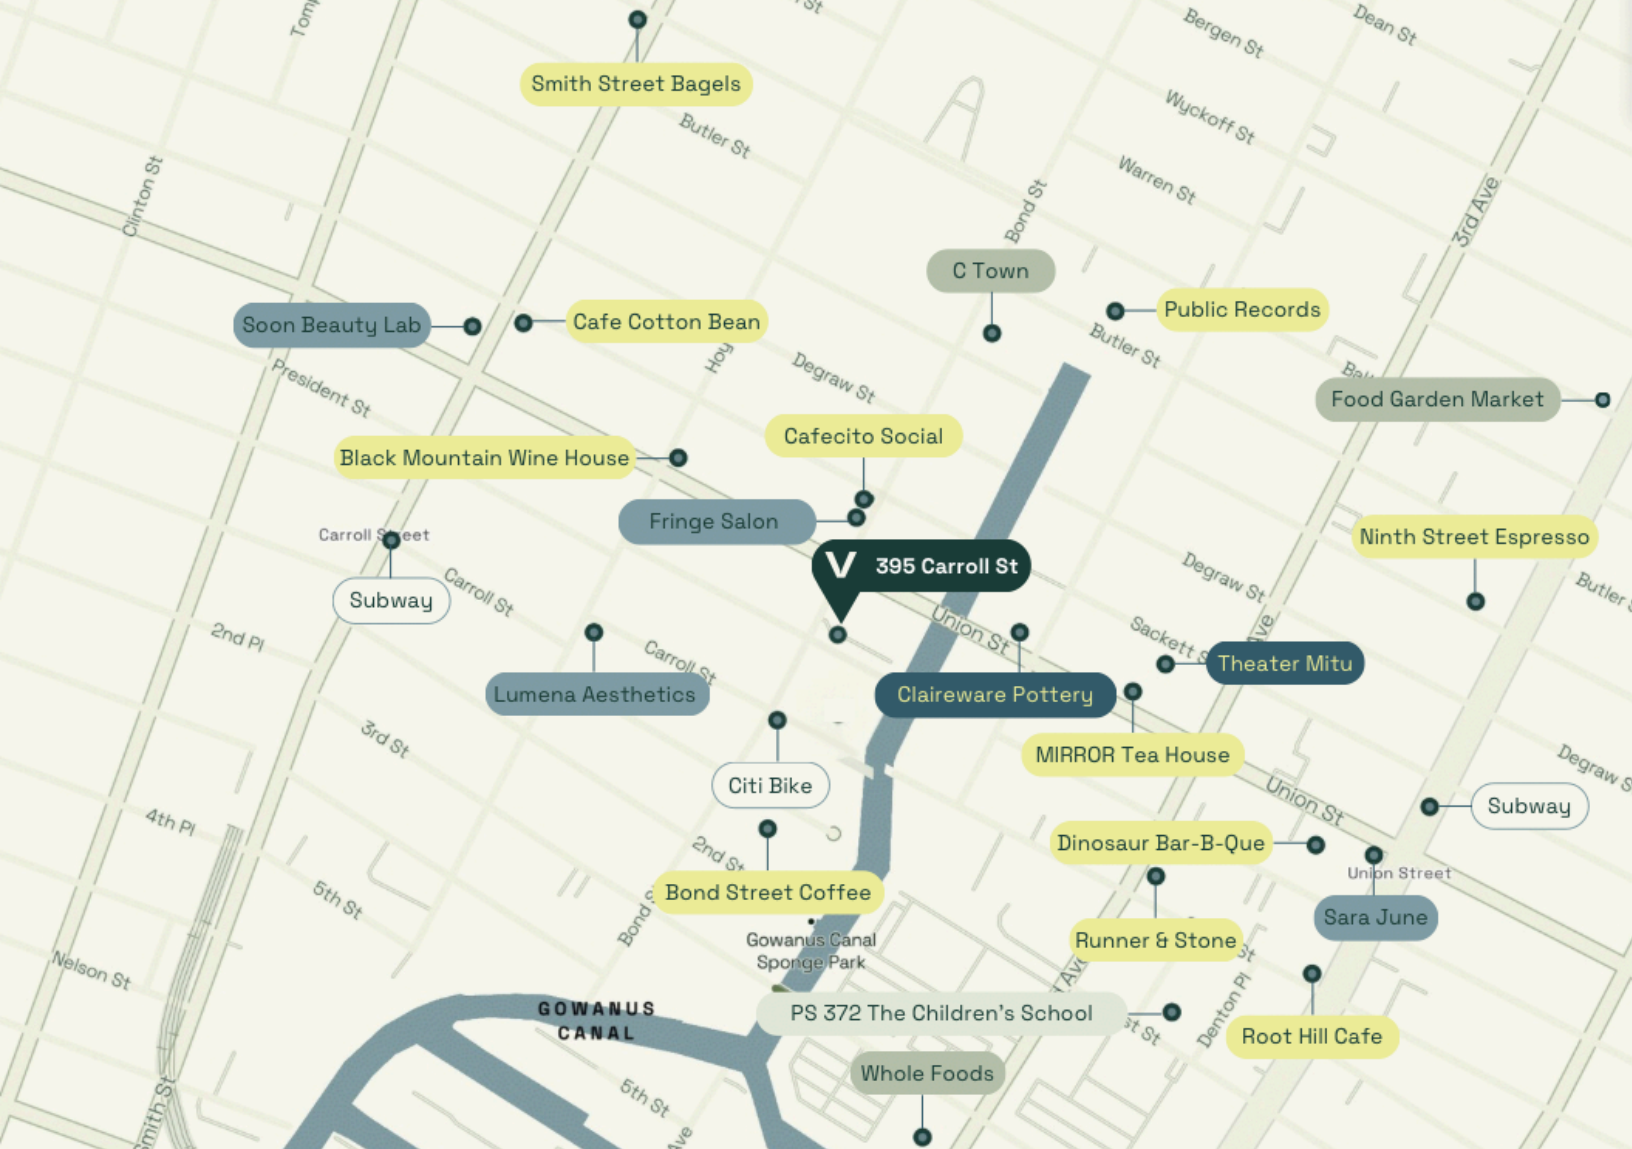 Dean St
Bergen St
Smith Street Bagels
Wyckoff St
Butler St
Warren St
Clinton St
Bond St
3rd Ave
C Town
Public Records
Soon Beauty Lab
Cafe Cotton Bean
Butler St
Degraw St
President St
Food Garden Market
Cafecito Social
Black Mountain Wine House
Fringe Salon
Carroll Street
Ninth Street Espresso
V 395 Carroll St
Degraw St
Carroll St
Subway
Union St
2nd Pl
Carroll St
Theater Mitu
Lumena Aesthetics
Claireware Pottery
3rd St
MIRROR Tea House
Citi Bike
Union St
Subway
4th Pl
Dinosaur Bar-B-Que
2nd St
Union Street
Bond Street Coffee
5th St
Sara June
Gowanus Canal
Sponge Park
Runner & Stone
Nelson St
GOWANUS
CANAL
PS 372 The Children's School
Denton Pl
Root Hill Cafe
Whole Foods
5th St
Smith St